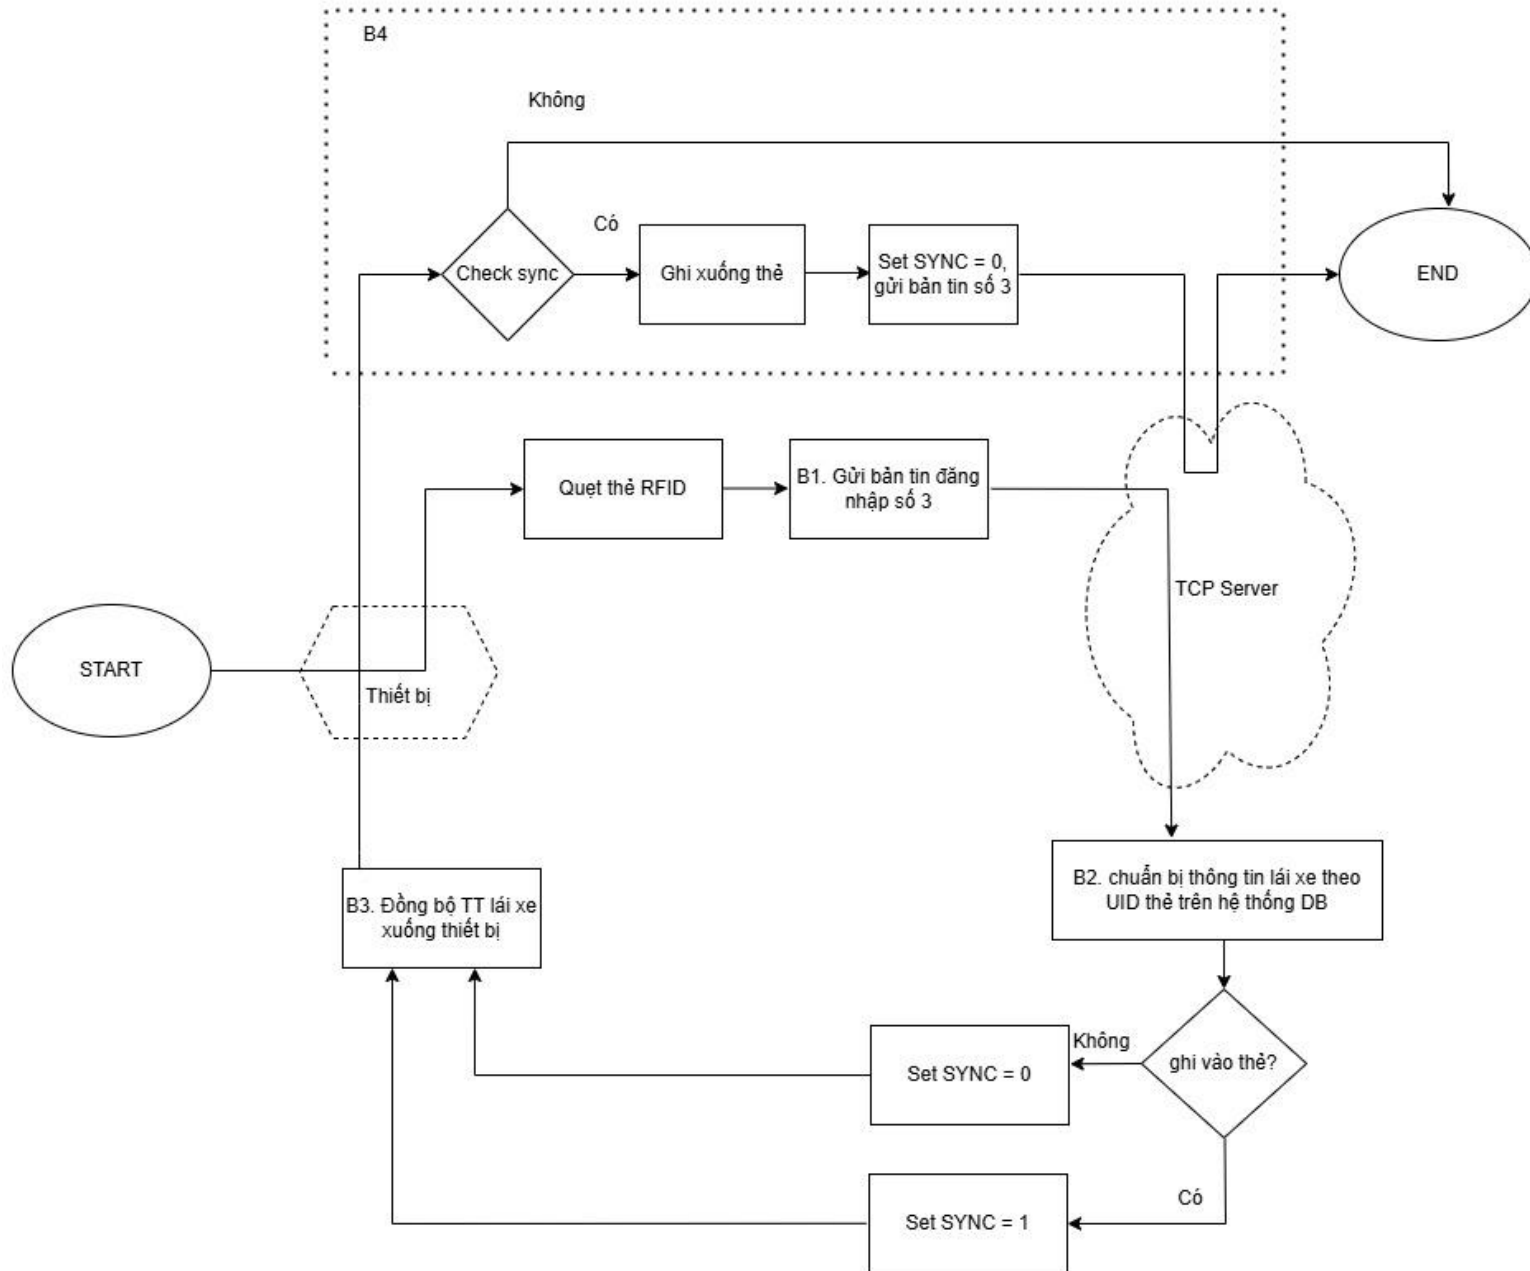 B4
Không
Check sync
Có
Ghi xuống thẻ
Set SYNC = 0,
gửi bản tin số 3
END
Quẹt thẻ RFID
B1. Gửi bản tin đăng
nhập số 3
TCP Server
START
Thiết bị
B3. Đồng bộ TT lái xe
xuống thiết bị
B2. chuẩn bị thông tin lái xe theo
UID thẻ trên hệ thống DB
Set SYNC = 0
Không
ghi vào thẻ?
Set SYNC = 1
Có